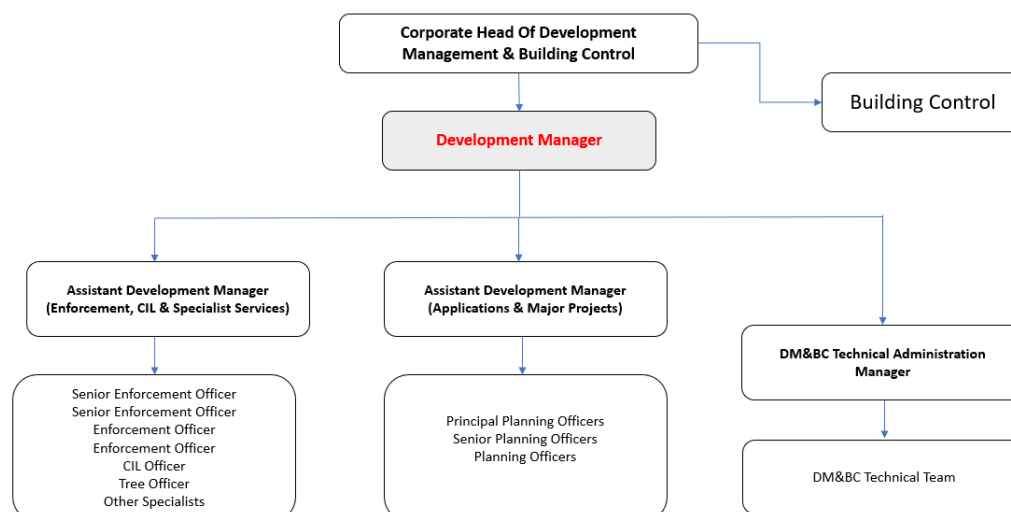 Corporate Head Of Development
Management & Building Control
Building Control
Development Manager
Assistant Development Manager
(Enforcement, CIL & Specialist Services)
Assistant Development Manager
(Applications & Major Projects)
DM&BC Technical Administration
Manager
Senior Enforcement Officer
Senior Enforcement Officer
Enforcement Officer
Enforcement Officer
CIL Officer
Tree Officer
Other Specialists
Principal Planning Officers
Senior Planning Officers
Planning Officers
DM&BC Technical Team